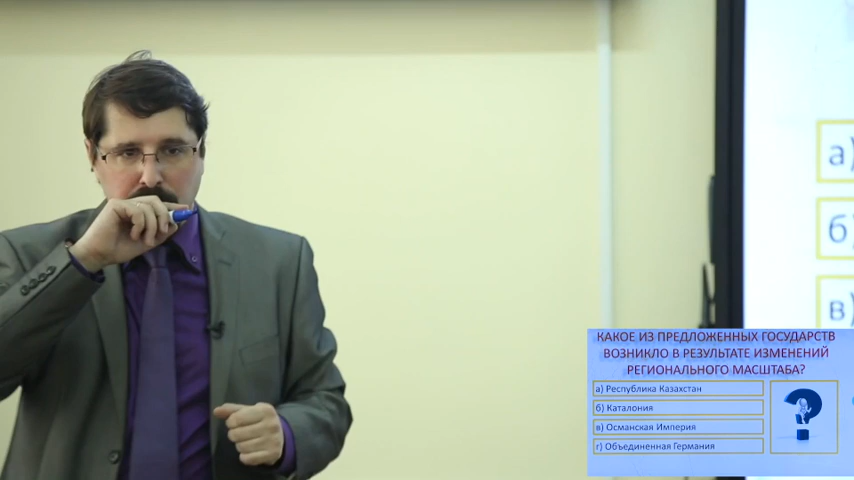 а)
б)
в)
КАКОЕ ИЗ ПРЕДЛОЖЕННЫХ ГОСУДАРСТВ
ВОЗНИКЛО В РЕЗУЛЬТАТЕ ИЗМЕНЕНИЙ
РЕГИОНАЛЬНОГО МАСШТАБА?
а) Республика Казахстан
б) Каталония
в) Османская Империя
г) Объединенная Германия